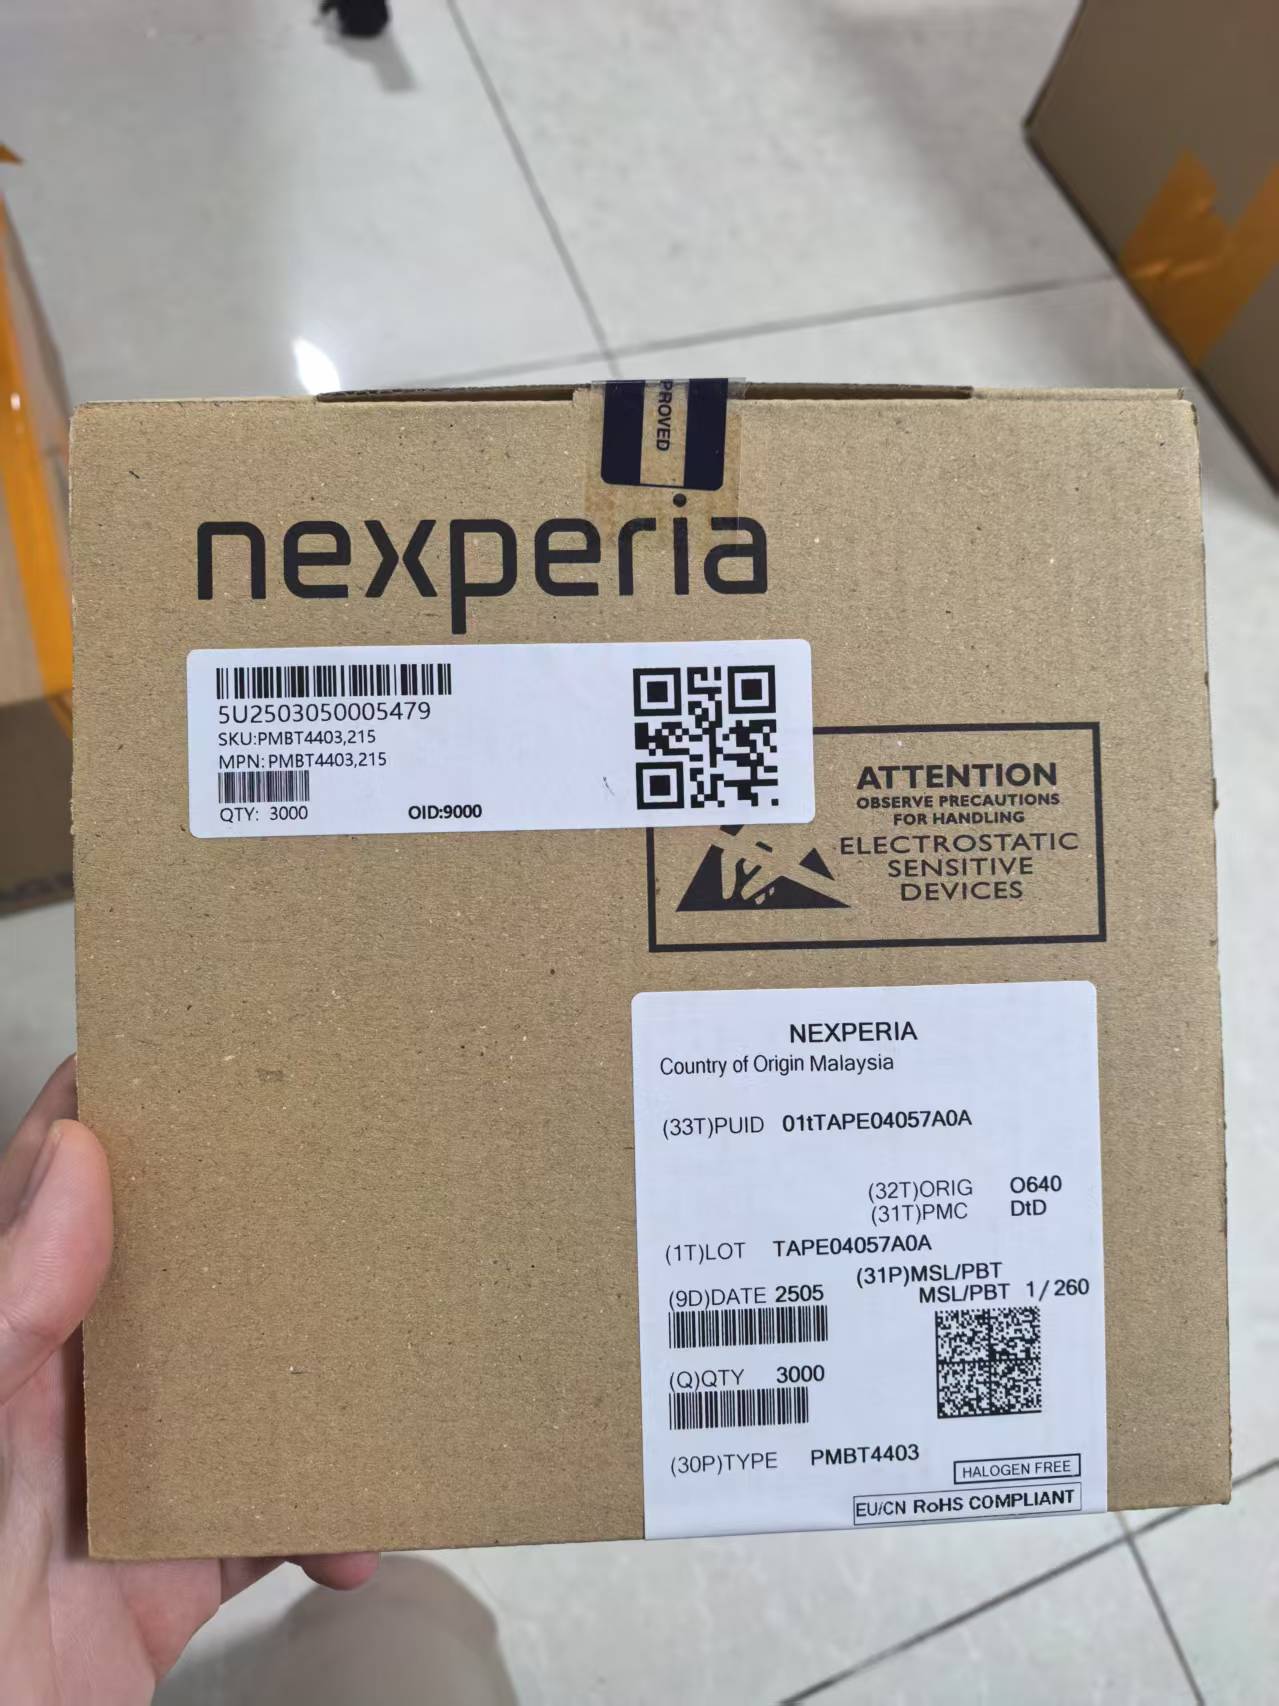 PROVED
nexperia
5U2503050005479
SKU:PMBT4403,215
MPN:PMBT4403,215
QTY: 3000 OID:9000
ATTENTION
OBSERVE PRECAUTIONS
FOR HANDLING
ELECTROSTATIC
SENSITIVE
DEVICES
NEXPERIA
Country of Origin Malaysia
(33T)PUID 01tTAPE04057A0A
(32T)ORIG O640
(31T)PMC DtD
(1T)LOT TAPE04057A0A
(31P)MSL/PBT
(9D)DATE 2505
MSL/PBT 1/260
(Q)QTY 3000
(30P)TYPE PMBT4403
HALOGEN FREE
EU/CN RoHS COMPLIANT